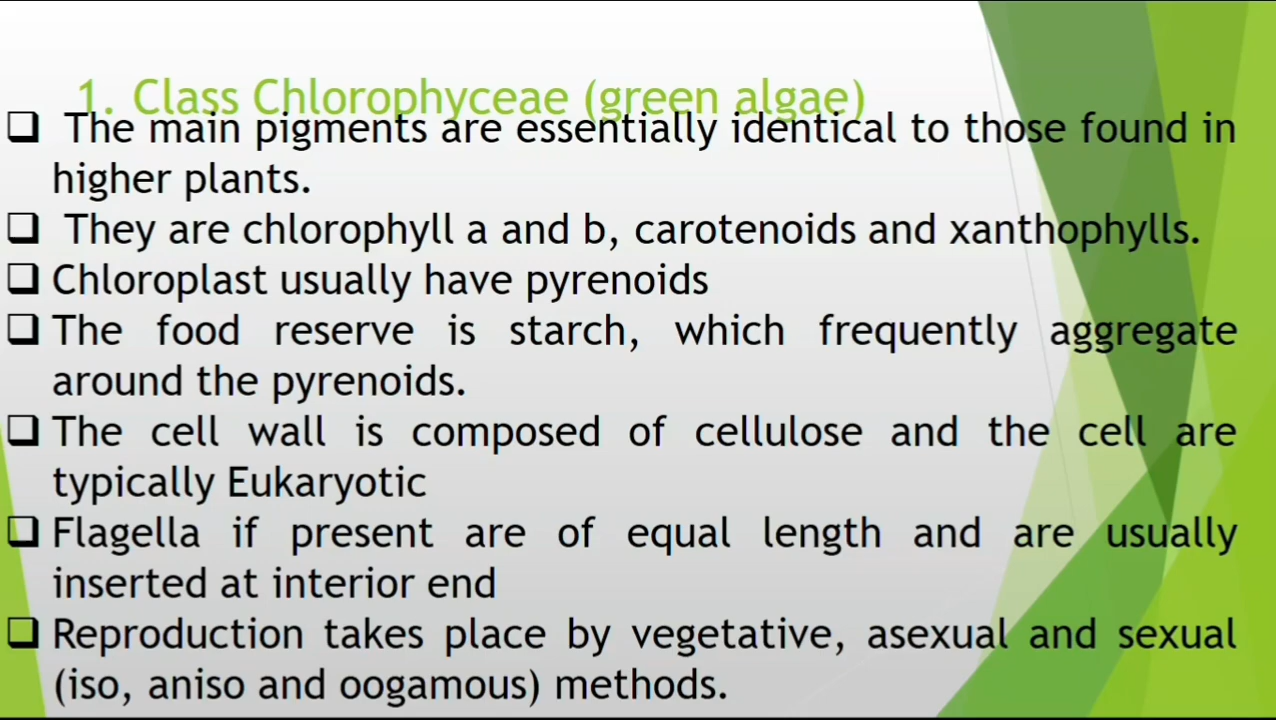 1. Class Chlorophyceae (green algae)
❑ The main pigments are essentially identical to those found in
higher plants.
❑ They are chlorophyll a and b, carotenoids and xanthophylls.
❑ Chloroplast usually have pyrenoids
❑ The food reserve is starch, which frequently aggregate
around the pyrenoids.
❑ The cell wall is composed of cellulose and the cell are
typically Eukaryotic
❑ Flagella if present are of equal length and are usually
inserted at interior end
❑ Reproduction takes place by vegetative, asexual and sexual
(iso, aniso and oogamous) methods.